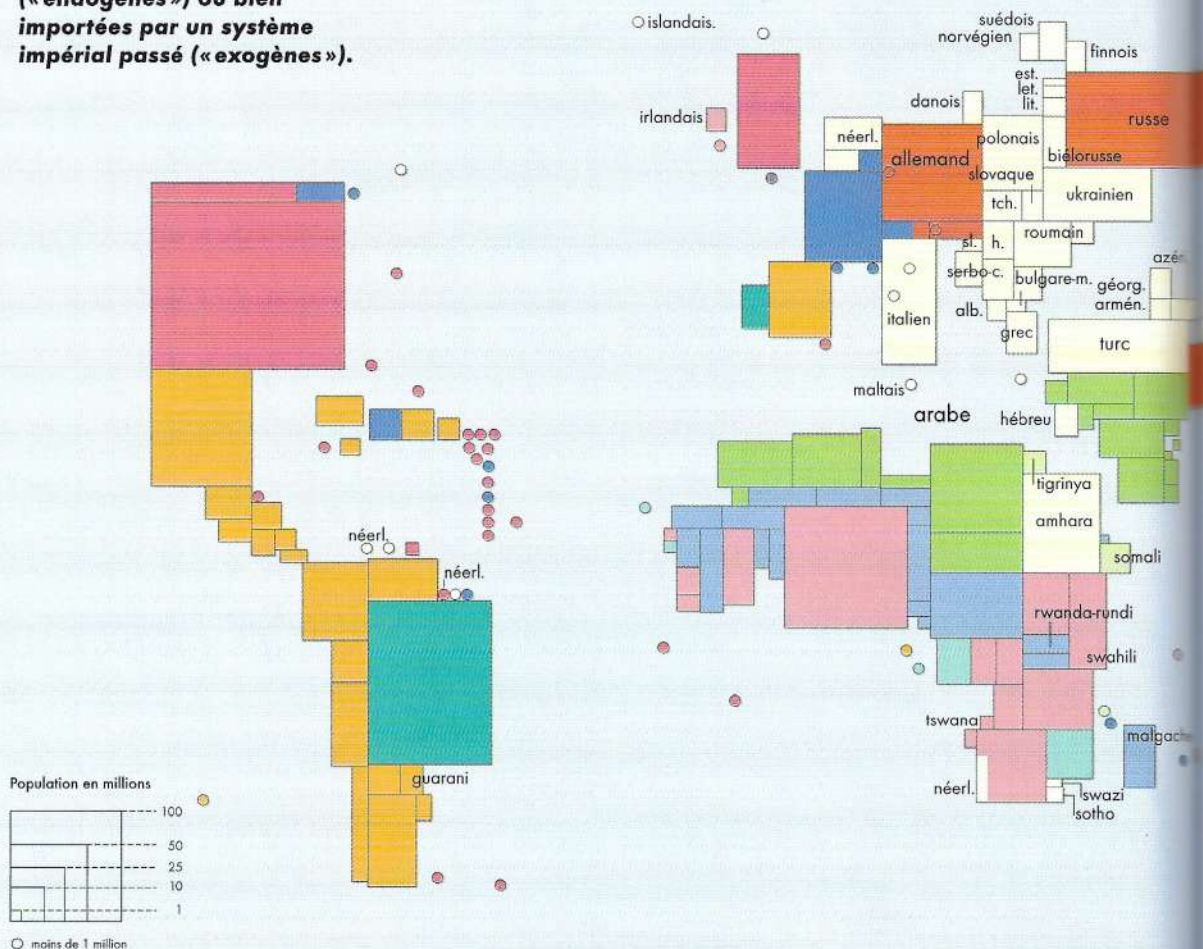 («endogènes») ou bien
importées par un système
impérial passé («exogènes»).
islandais.
suédois
norvégien
finnois
est.
let.
lit.
russe
danois
irlandais
néerl.
polonais
allemand
biélorusse
slovaque
tch.
ukrainien
sl.
h.
roumain
serbo-c.
bulgare-m.
géorg.
armén.
alb.
grec
italien
turc
maltais
hébreu
arabe
tigrinya
amhara
somali
néerl.
néerl.
rwanda-rundi
swahili
tswana
malgache
guarani
néerl.
swazi
sotho
Population en millions
100
50
25
10
1
moins de 1 million